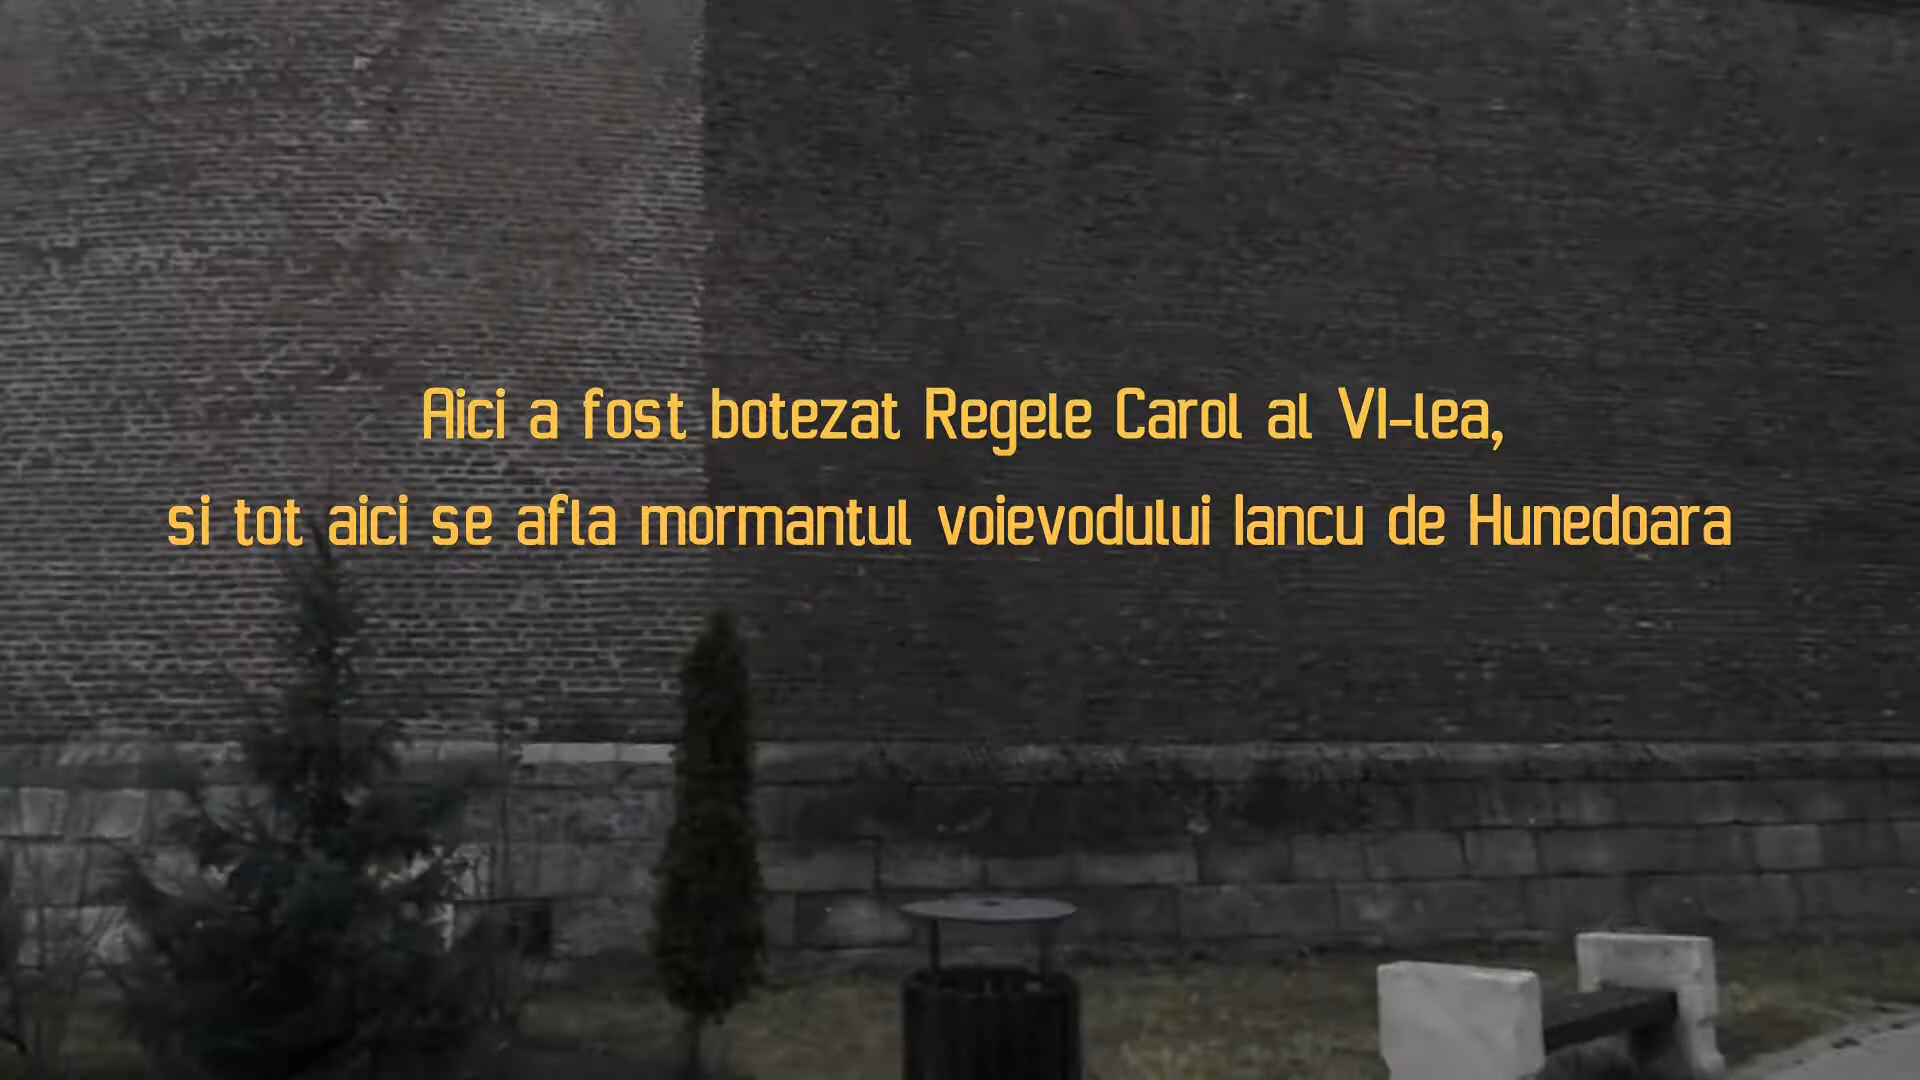 Aici a fost botezat Regele Carol al VI-lea,
si tot aici se afla mormantul voievodului Iancu de Hunedoara